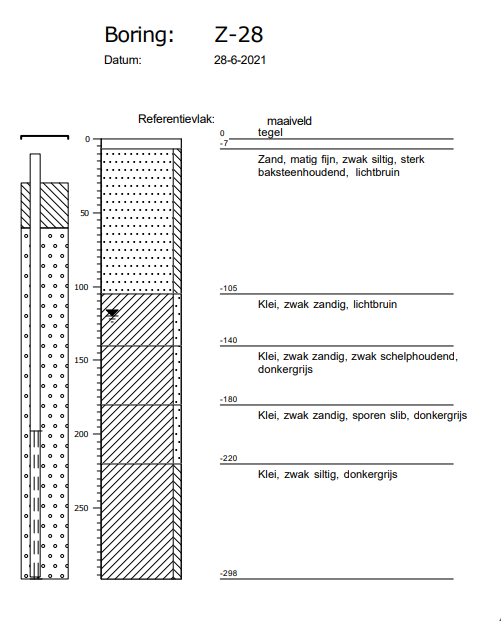 Boring: Z-28
Datum: 28-6-2021
Referentievlak: maaiveld
0 0 tegel
-7
Zand, matig fijn, zwak siltig, sterk
baksteenhoudend, lichtbruin
50
100
-105
Klei, zwak zandig, lichtbruin
-140
150
Klei, zwak zandig, zwak schelphoudend,
donkergrijs
-180
Klei, zwak zandig, sporen slib, donkergrijs
200
-220
Klei, zwak siltig, donkergrijs
250
-298